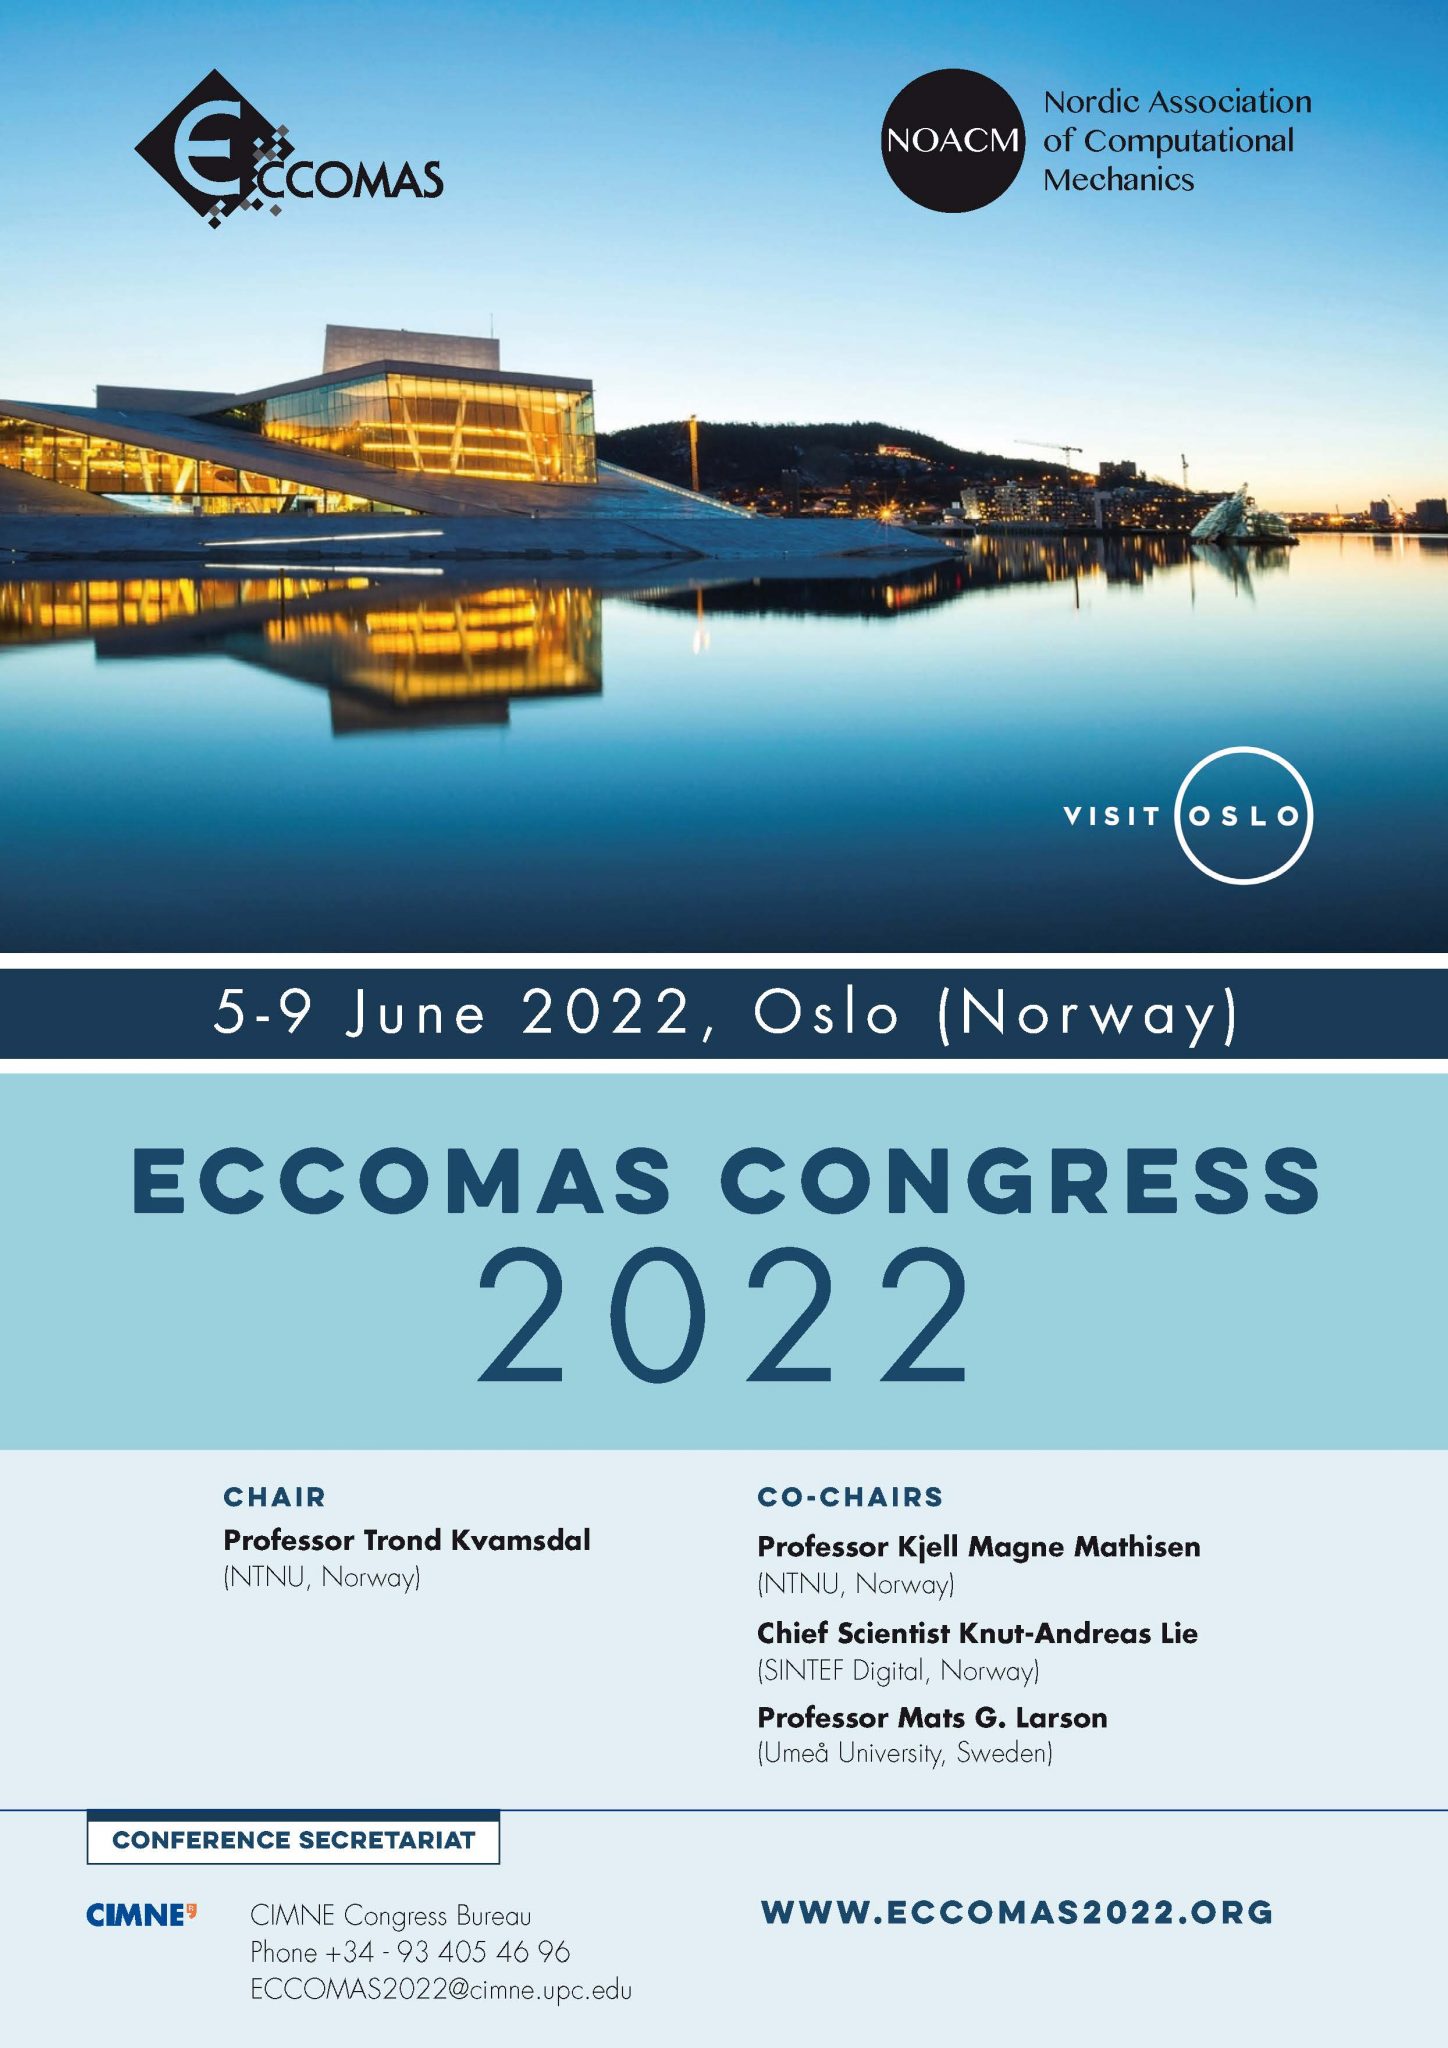 ECCOMAS
NOACM
Nordic Association
of Computational
Mechanics
VISIT OSLO
5-9 June 2022, Oslo (Norway)
ECCOMAS CONGRESS
2022
CHAIR
Professor Trond Kvamsdal
(NTNU, Norway)
CO-CHAIRS
Professor Kjell Magne Mathisen
(NTNU, Norway)
Chief Scientist Knut-Andreas Lie
(SINTEF Digital, Norway)
Professor Mats G. Larson
(Umeå University, Sweden)
CONFERENCE SECRETARIAT
CIMNE
CIMNE Congress Bureau
Phone +34 - 93 405 46 96
ECCOMAS2022@cimne.upc.edu
WWW.ECCOMAS2022.ORG